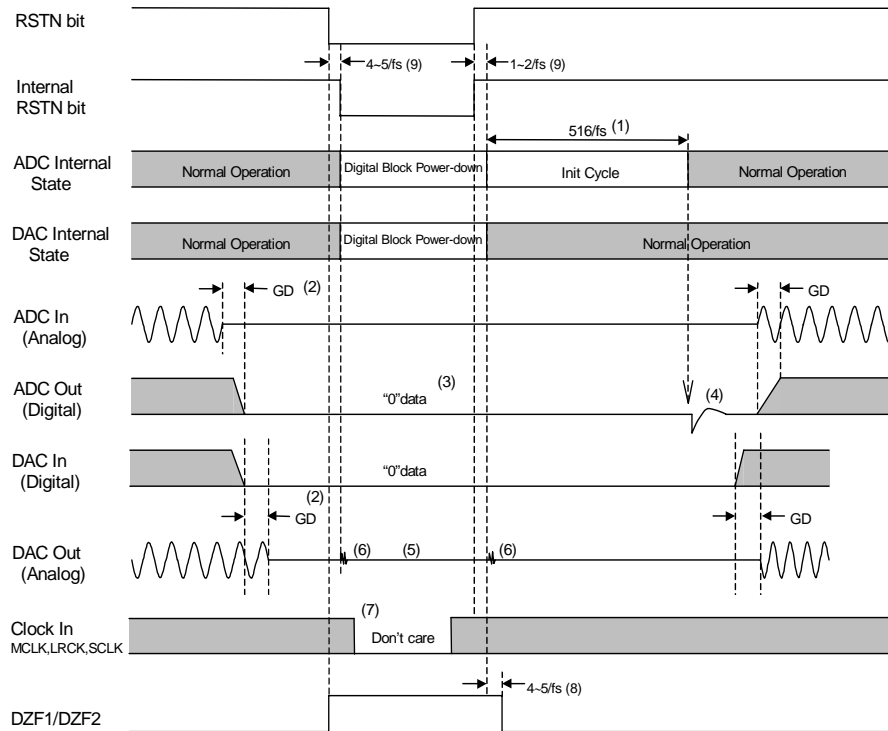 RSTN bit
4~5/fs (9)
1~2/fs (9)
Internal
RSTN bit
516/fs (1)
ADC Internal
State
Normal Operation
Digital Block Power-down
Init Cycle
Normal Operation
DAC Internal
State
Normal Operation
Digital Block Power-down
Normal Operation
GD (2)
GD
ADC In
(Analog)
ADC Out
(Digital)
“0”data (3)
(4)
DAC In
(Digital)
“0”data
(2)
GD
GD
DAC Out
(Analog)
(6)
(5)
(6)
Clock In
MCLK,LRCK,SCLK
(7)
Don’t care
4~5/fs (8)
DZF1/DZF2